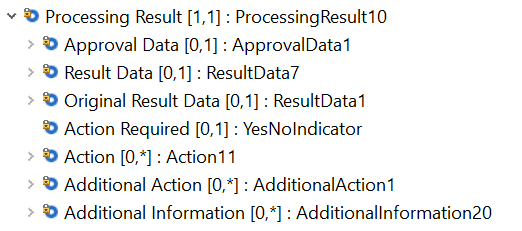 Processing Result [1,1] : ProcessingResult10
Approval Data [0,1] : ApprovalData1
Result Data [0,1] : ResultData7
Original Result Data [0,1] : ResultData1
Action Required [0,1] : YesNoIndicator
Action [0,*] : Action11
Additional Action [0,*] : AdditionalAction1
Additional Information [0,*] : AdditionalInformation20